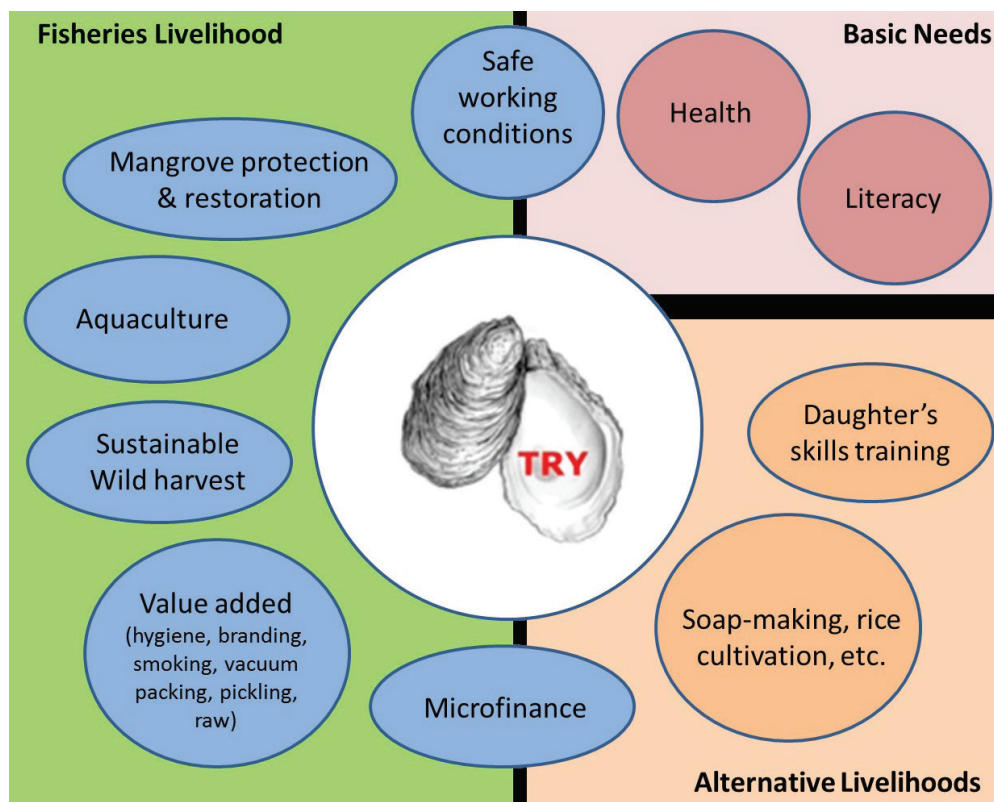 Fisheries Livelihood
Safe
working
conditions
Mangrove protection
& restoration
Aquaculture
Sustainable
Wild harvest
Value added
(hygiene, branding,
smoking, vacuum
packing, pickling,
raw)
Microfinance
TRY
Basic Needs
Health
Literacy
Daughter’s
skills training
Soap-making, rice
cultivation, etc.
Alternative Livelihoods